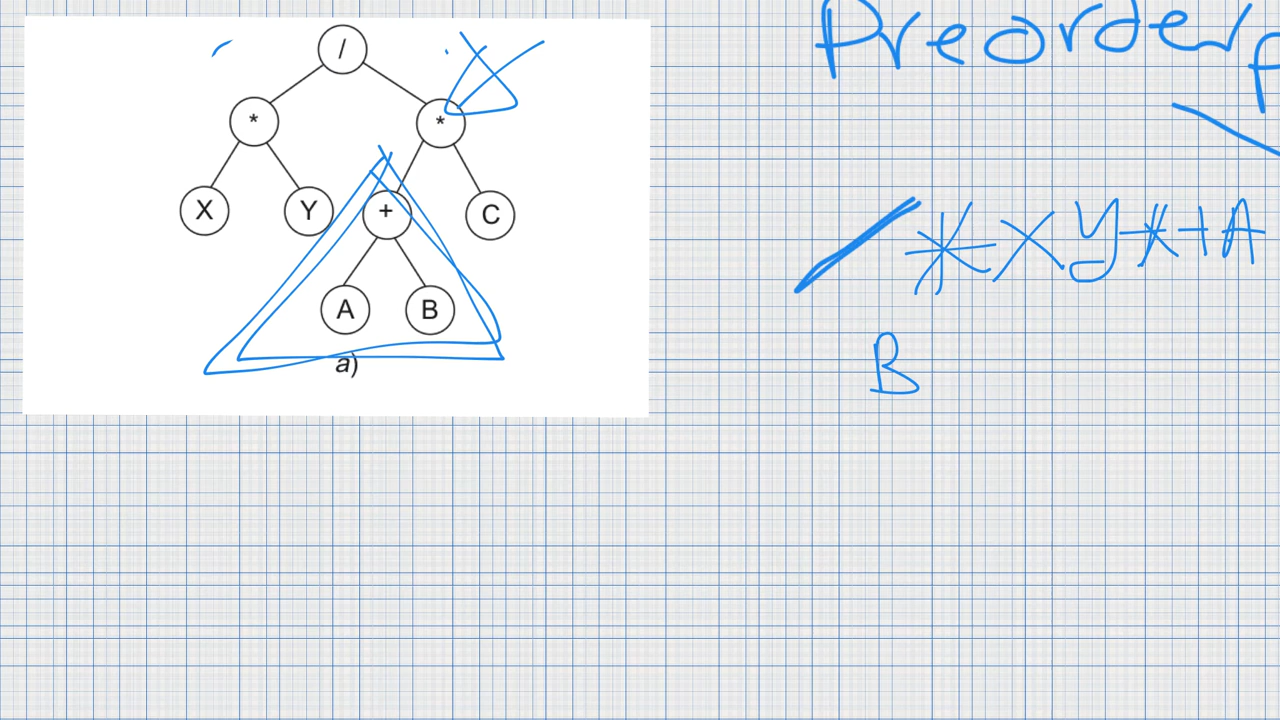 /
* *
X Y + C
A B
a)
Preorder
/ * X Y * + A
B